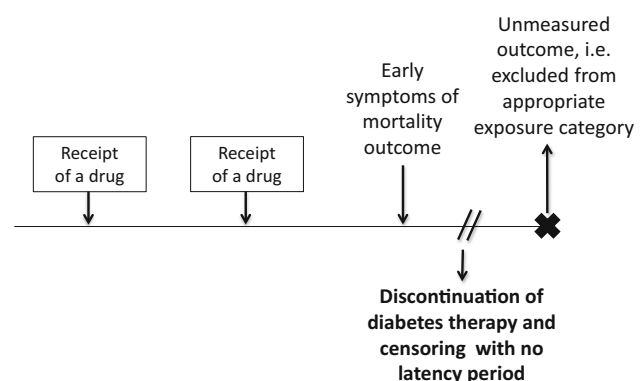 Receipt
of a drug
Receipt
of a drug
Early
symptoms of
mortality
outcome
Unmeasured
outcome, i.e.
excluded from
appropriate
exposure category
Discontinuation of
diabetes therapy and
censoring with no
latency period